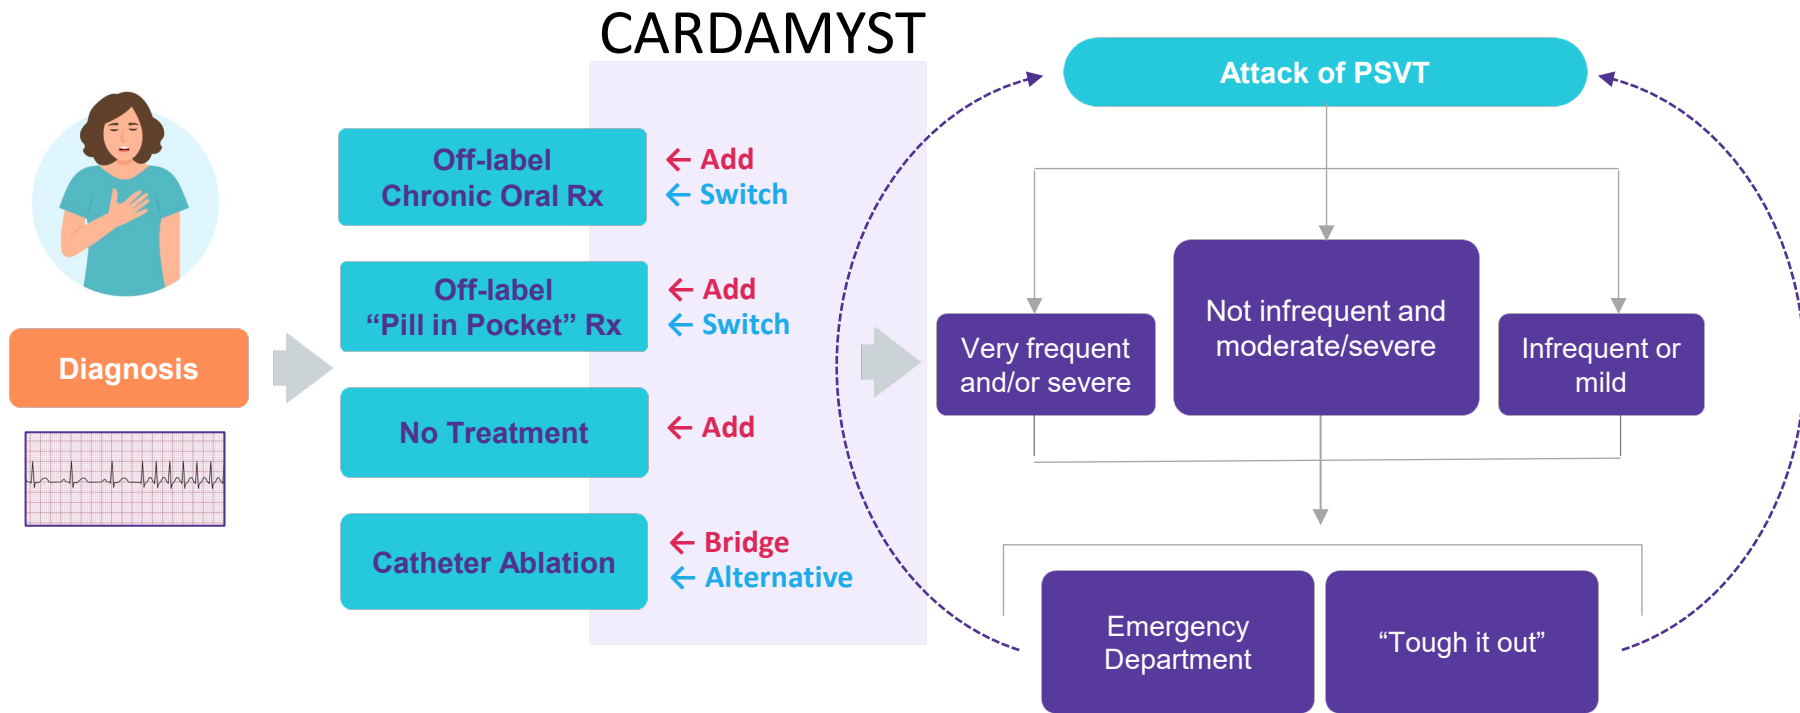 CARDAMYST
Diagnosis
Off-label
Chronic Oral Rx
← Add
← Switch
Off-label
“Pill in Pocket” Rx
← Add
← Switch
No Treatment
← Add
Catheter Ablation
← Bridge
← Alternative
Attack of PSVT
Very frequent
and/or severe
Not infrequent and
moderate/severe
Infrequent or
mild
Emergency
Department
“Tough it out”